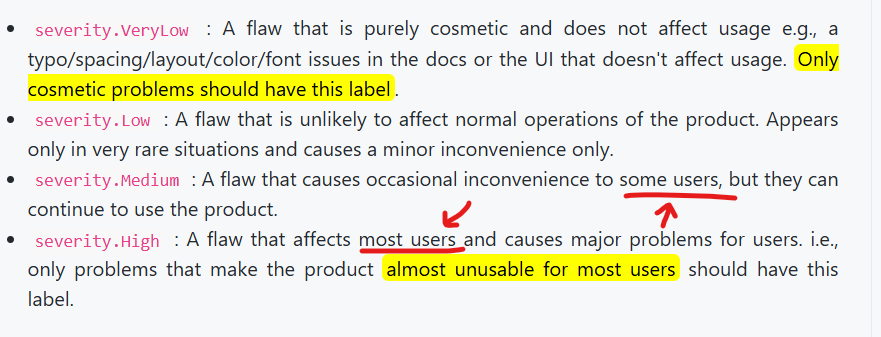 severity.VeryLow : A flaw that is purely cosmetic and does not affect usage e.g., a
typo/spacing/layout/color/font issues in the docs or the UI that doesn't affect usage. Only
cosmetic problems should have this label.
severity.Low : A flaw that is unlikely to affect normal operations of the product. Appears
only in very rare situations and causes a minor inconvenience only.
severity.Medium : A flaw that causes occasional inconvenience to some users, but they can
continue to use the product.
severity.High : A flaw that affects most users and causes major problems for users. i.e.,
only problems that make the product almost unusable for most users should have this
label.